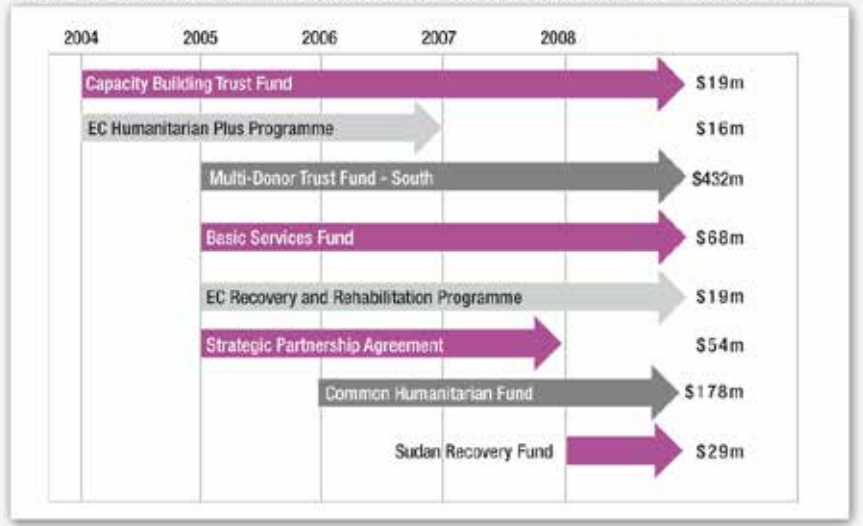 2004 2005 2006 2007 2008
Capacity Building Trust Fund $19m
EC Humanitarian Plus Programme $16m
Multi-Donor Trust Fund - South $432m
Basic Services Fund $68m
EC Recovery and Rehabilitation Programme $19m
Strategic Partnership Agreement $54m
Common Humanitarian Fund $178m
Sudan Recovery Fund $29m